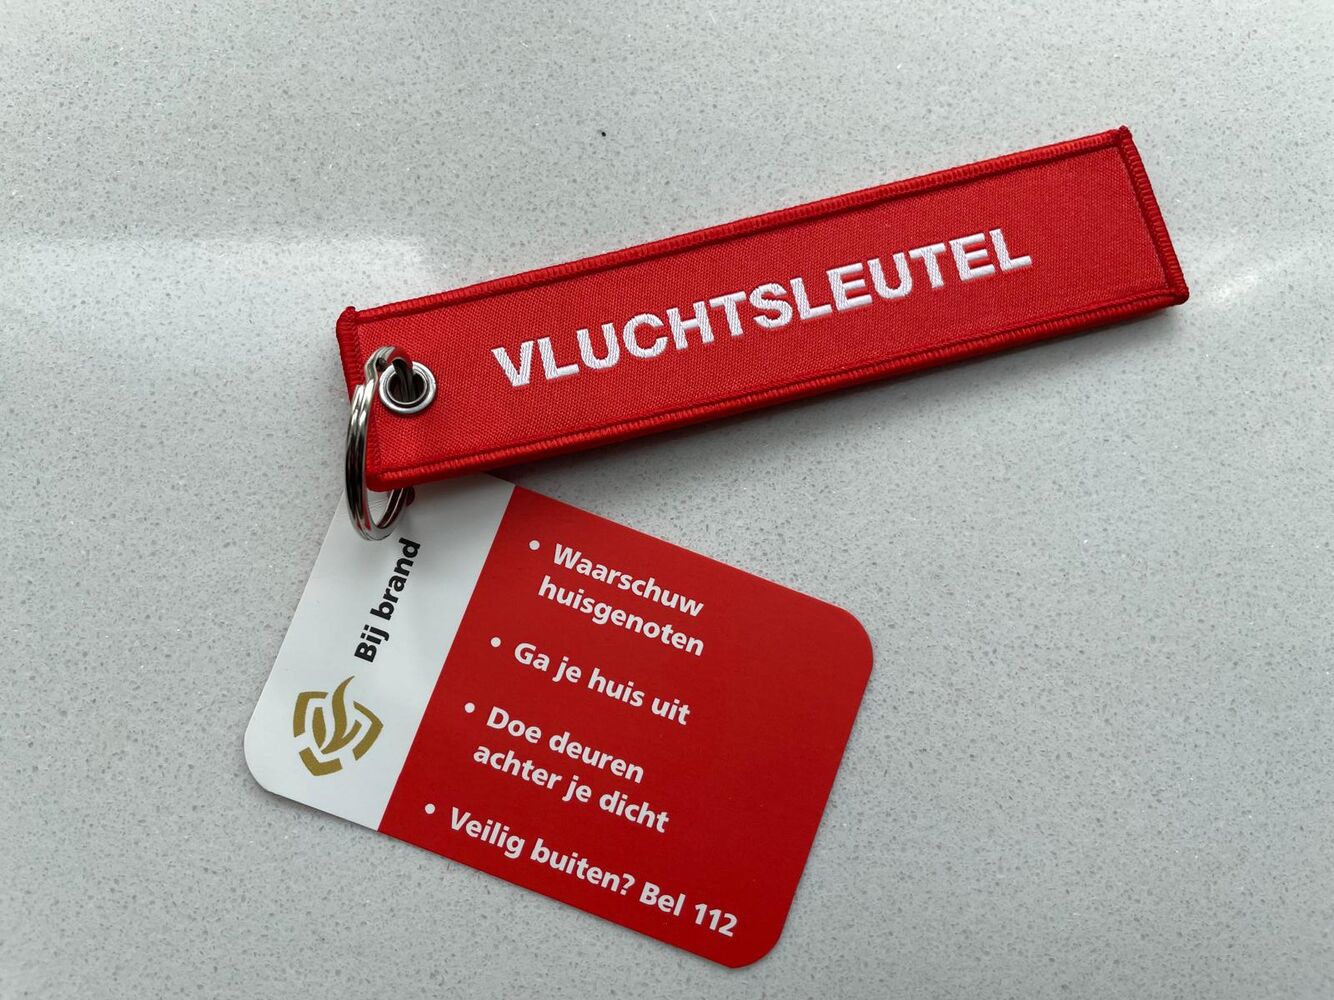 VLUCHTSLEUTEL
Bij brand
• Waarschuw
huisgenoten
• Ga je huis uit
• Doe deuren
achter je dicht
• Veilig buiten? Bel 112